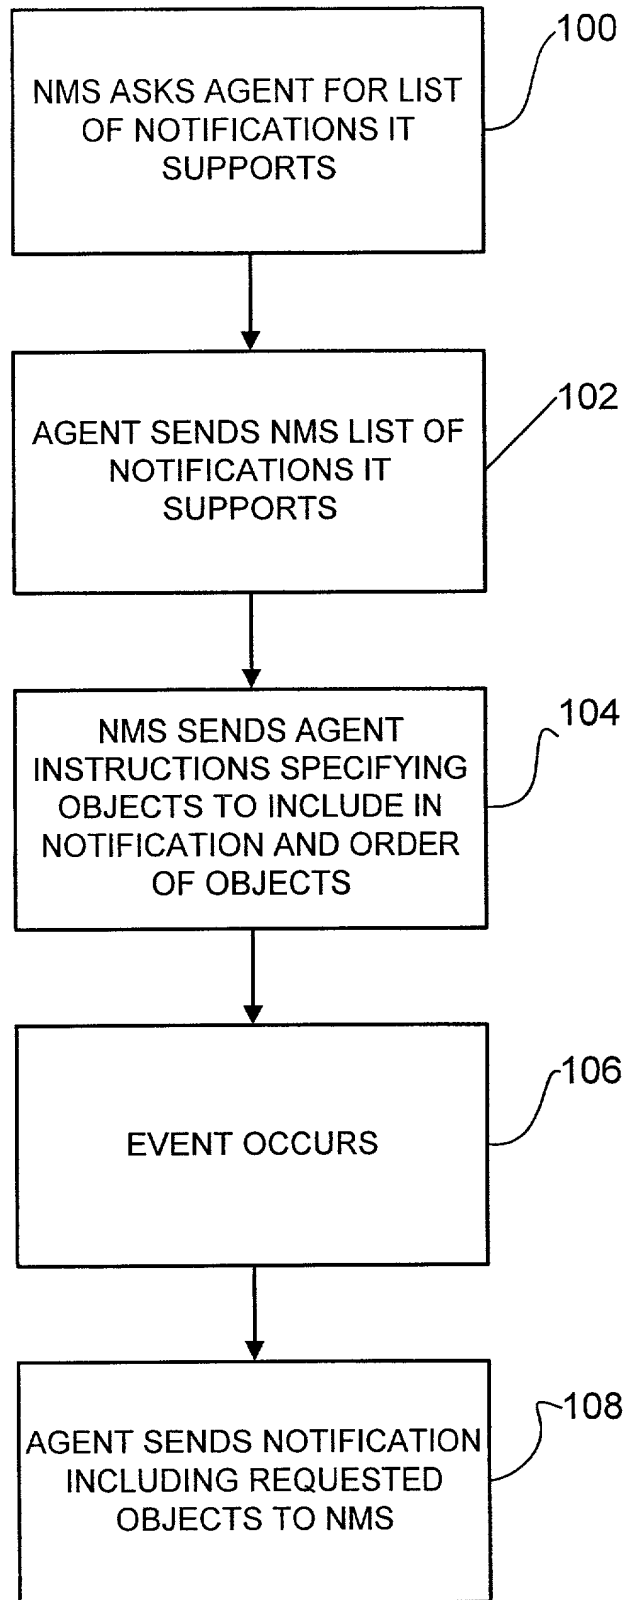 100
NMS ASKS AGENT FOR LIST
OF NOTIFICATIONS IT
SUPPORTS
102
AGENT SENDS NMS LIST OF
NOTIFICATIONS IT
SUPPORTS
104
NMS SENDS AGENT
INSTRUCTIONS SPECIFYING
OBJECTS TO INCLUDE IN
NOTIFICATION AND ORDER
OF OBJECTS
106
EVENT OCCURS
108
AGENT SENDS NOTIFICATION
INCLUDING REQUESTED
OBJECTS TO NMS